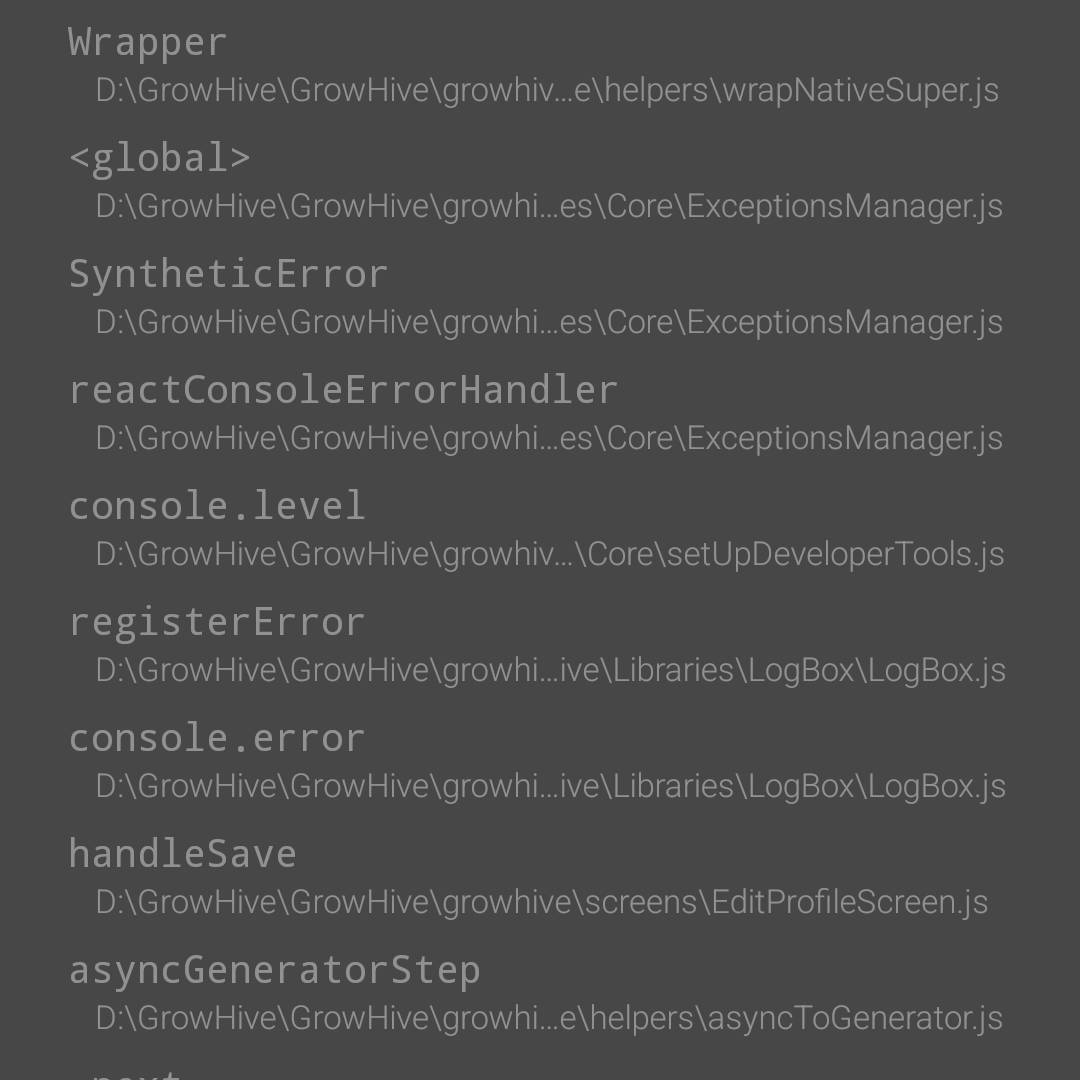 Wrapper
D:\GrowHive\GrowHive\growhiv...e\helpers\wrapNativeSuper.js
<global>
D:\GrowHive\GrowHive\growhi...es\Core\ExceptionsManager.js
SyntheticError
D:\GrowHive\GrowHive\growhi...es\Core\ExceptionsManager.js
reactConsoleErrorHandler
D:\GrowHive\GrowHive\growhi...es\Core\ExceptionsManager.js
console.level
D:\GrowHive\GrowHive\growhiv...\Core\setUpDeveloperTools.js
registerError
D:\GrowHive\GrowHive\growhi...ive\Libraries\LogBox\LogBox.js
console.error
D:\GrowHive\GrowHive\growhi...ive\Libraries\LogBox\LogBox.js
handleSave
D:\GrowHive\GrowHive\growhive\screens\EditProfileScreen.js
asyncGeneratorStep
D:\GrowHive\GrowHive\growhi...e\helpers\asyncToGenerator.js